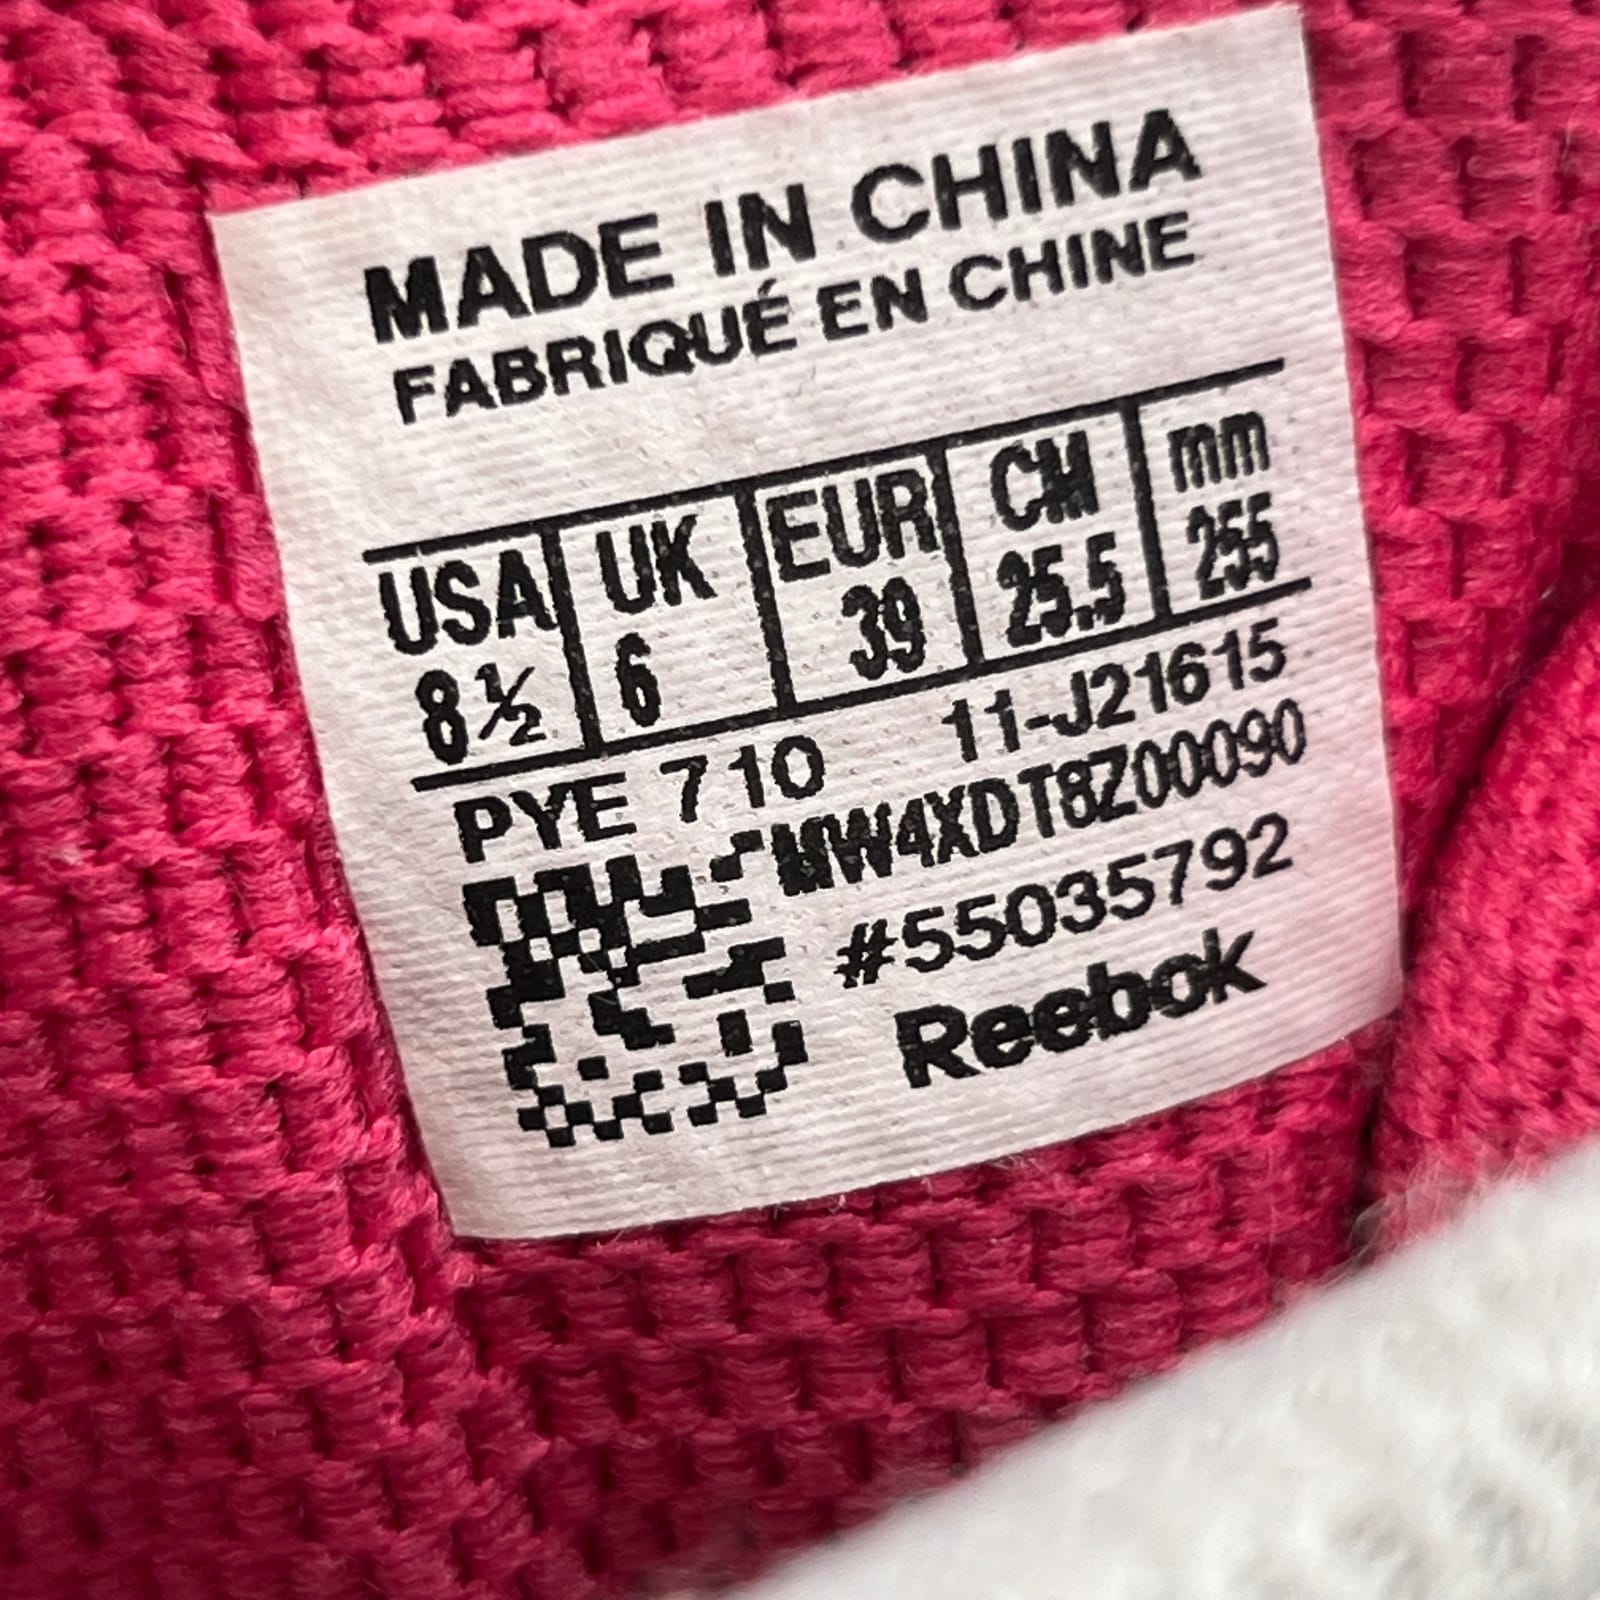 MADE IN CHINA
FABRIQUÉ EN CHINE
USA UK EUR CM mm
8½ 6 39 25.5 255
PYE 710 11-J21615
MW4XDT8Z00090
#55035792
Reebok